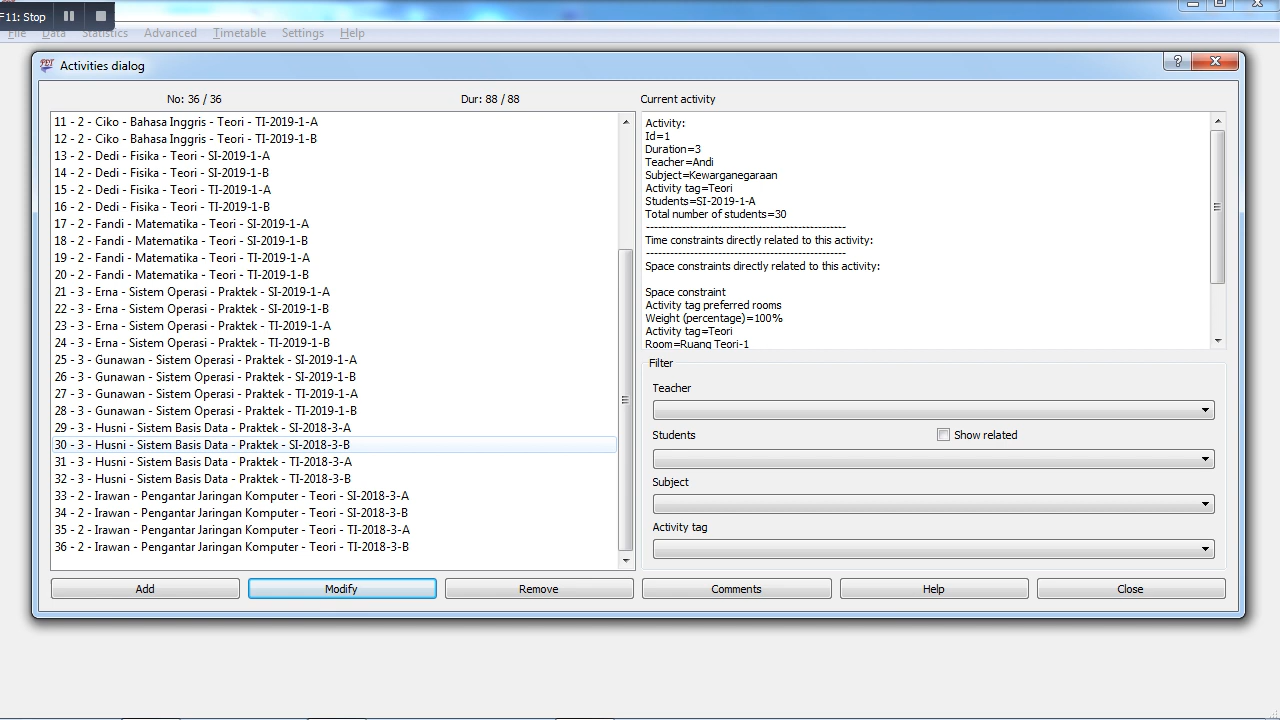 F11: Stop
File Data Statistics Advanced Timetable Settings Help
Activities dialog
No: 36 / 36
Dur: 88 / 88
11 - 2 - Ciko - Bahasa Inggris - Teori - TI-2019-1-A
12 - 2 - Ciko - Bahasa Inggris - Teori - TI-2019-1-B
13 - 2 - Dedi - Fisika - Teori - SI-2019-1-A
14 - 2 - Dedi - Fisika - Teori - SI-2019-1-B
15 - 2 - Dedi - Fisika - Teori - TI-2019-1-A
16 - 2 - Dedi - Fisika - Teori - TI-2019-1-B
17 - 2 - Fandi - Matematika - Teori - SI-2019-1-A
18 - 2 - Fandi - Matematika - Teori - SI-2019-1-B
19 - 2 - Fandi - Matematika - Teori - TI-2019-1-A
20 - 2 - Fandi - Matematika - Teori - TI-2019-1-B
21 - 3 - Erna - Sistem Operasi - Praktek - SI-2019-1-A
22 - 3 - Erna - Sistem Operasi - Praktek - SI-2019-1-B
23 - 3 - Erna - Sistem Operasi - Praktek - TI-2019-1-A
24 - 3 - Erna - Sistem Operasi - Praktek - TI-2019-1-B
25 - 3 - Gunawan - Sistem Operasi - Praktek - SI-2019-1-A
26 - 3 - Gunawan - Sistem Operasi - Praktek - SI-2019-1-B
27 - 3 - Gunawan - Sistem Operasi - Praktek - TI-2019-1-A
28 - 3 - Gunawan - Sistem Operasi - Praktek - TI-2019-1-B
29 - 3 - Husni - Sistem Basis Data - Praktek - SI-2018-3-A
30 - 3 - Husni - Sistem Basis Data - Praktek - SI-2018-3-B
31 - 3 - Husni - Sistem Basis Data - Praktek - TI-2018-3-A
32 - 3 - Husni - Sistem Basis Data - Praktek - TI-2018-3-B
33 - 2 - Irawan - Pengantar Jaringan Komputer - Teori - SI-2018-3-A
34 - 2 - Irawan - Pengantar Jaringan Komputer - Teori - SI-2018-3-B
35 - 2 - Irawan - Pengantar Jaringan Komputer - Teori - TI-2018-3-A
36 - 2 - Irawan - Pengantar Jaringan Komputer - Teori - TI-2018-3-B
Current activity
Activity:
Id=1
Duration=3
Teacher=Andi
Subject=Kewarganegaraan
Activity tag=Teori
Students=SI-2019-1-A
Total number of students=30
--------------------------------------------------
Time constraints directly related to this activity:
--------------------------------------------------
Space constraints directly related to this activity:
Space constraint
Activity tag preferred rooms
Weight (percentage)=100%
Activity tag=Teori
Room=Ruang Teori-1
Filter
Teacher
Students
Show related
Subject
Activity tag
Add
Modify
Remove
Comments
Help
Close